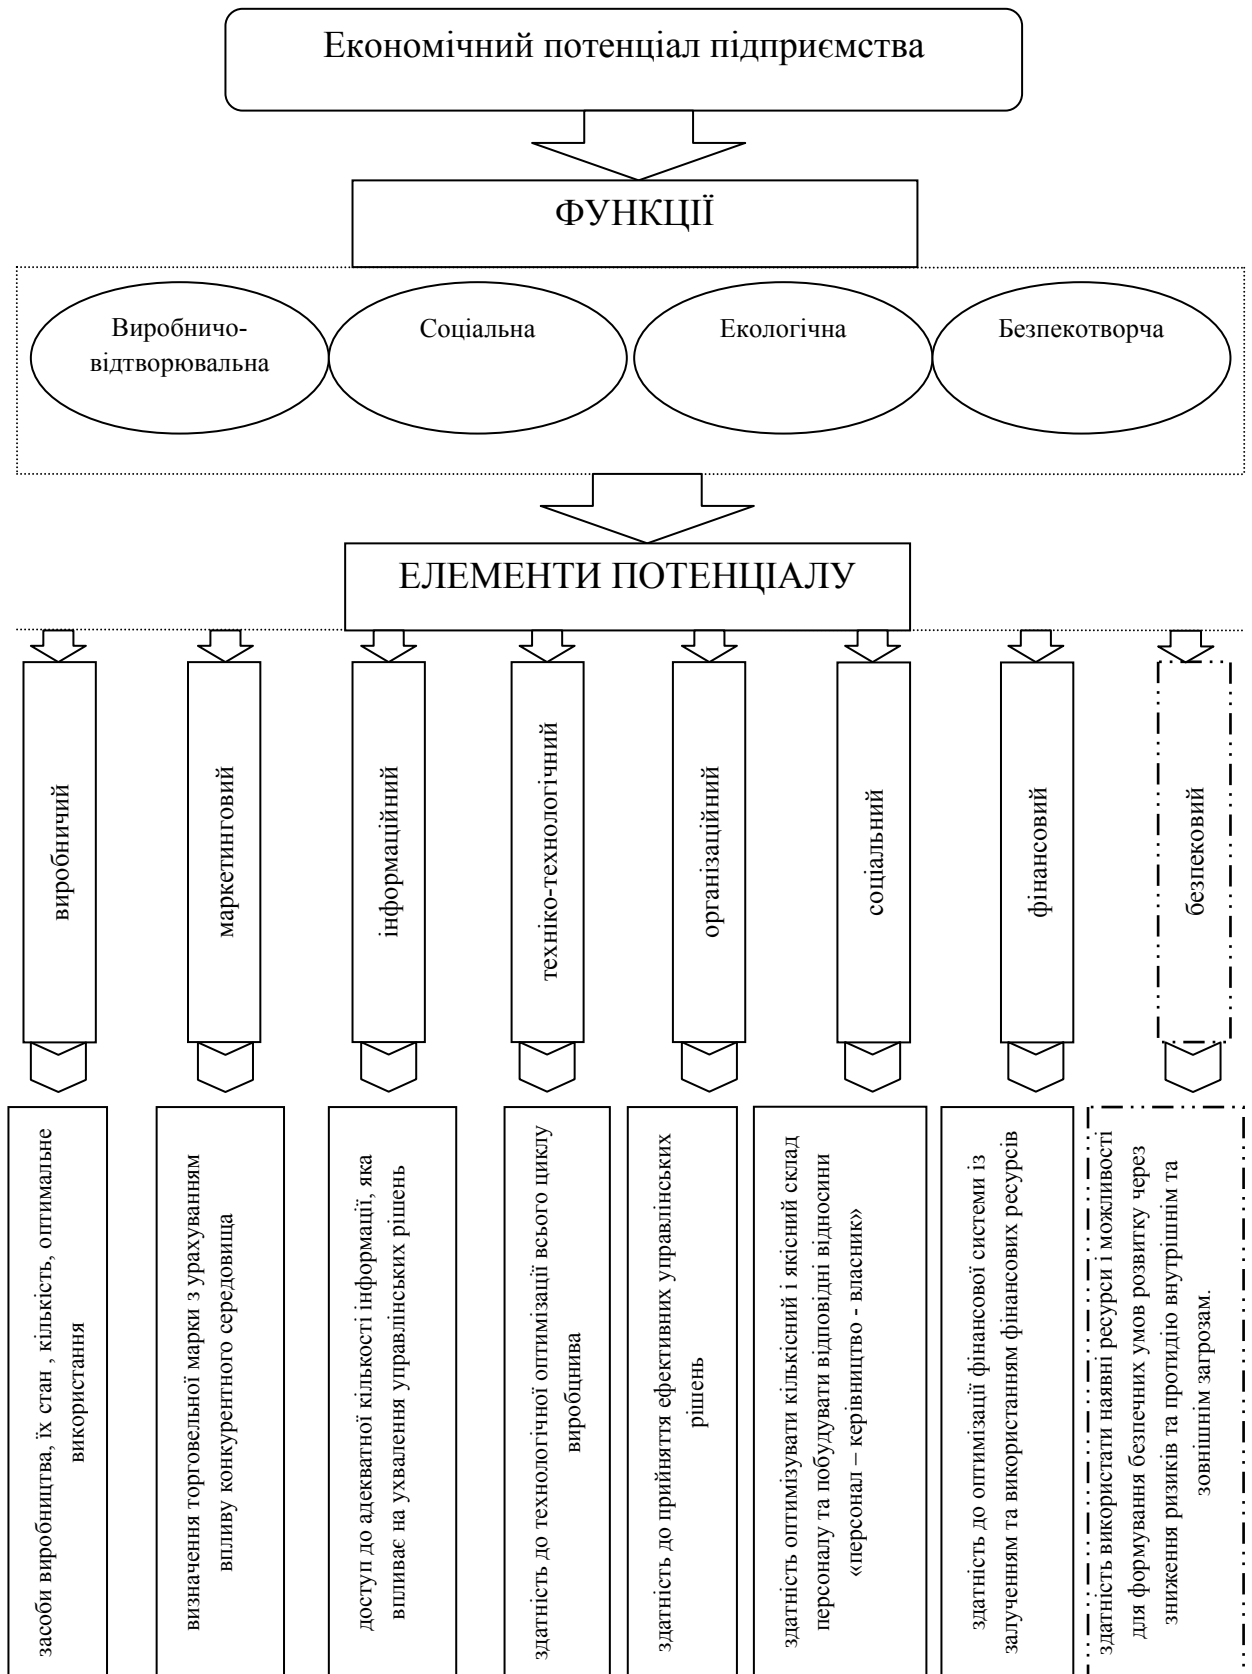 Економічний потенціал підприємства
ФУНКЦІЇ
Виробничо-
відтворювальна
Соціальна
Екологічна
Безпекотворча
ЕЛЕМЕНТИ ПОТЕНЦІАЛУ
виробничий
маркетинговий
інформаційний
техніко-технологічний
організаційний
соціальний
фінансовий
безпековий
засоби виробництва, їх стан , кількість, оптимальне
використання
визначення торговельної марки з урахуванням
впливу конкурентного середовища
доступ до адекватної кількості інформації, яка
впливає на ухвалення управлінських рішень
здатність до технологічної оптимізації всього циклу
виробцнива
здатність до прийняття ефективних управлінських
рішень
здатність оптимізувати кількісний і якісний склад
персоналу та побудувати відповідні відносини
«персонал – керівництво - власник»
здатність до оптимізації фінансової системи із
залученням та використанням фінансових ресурсів
здатність використати наявні ресурси і можливості
для формування безпечних умов розвитку через
зниження ризиків та протидію внутрішнім та
зовнішнім загрозам.